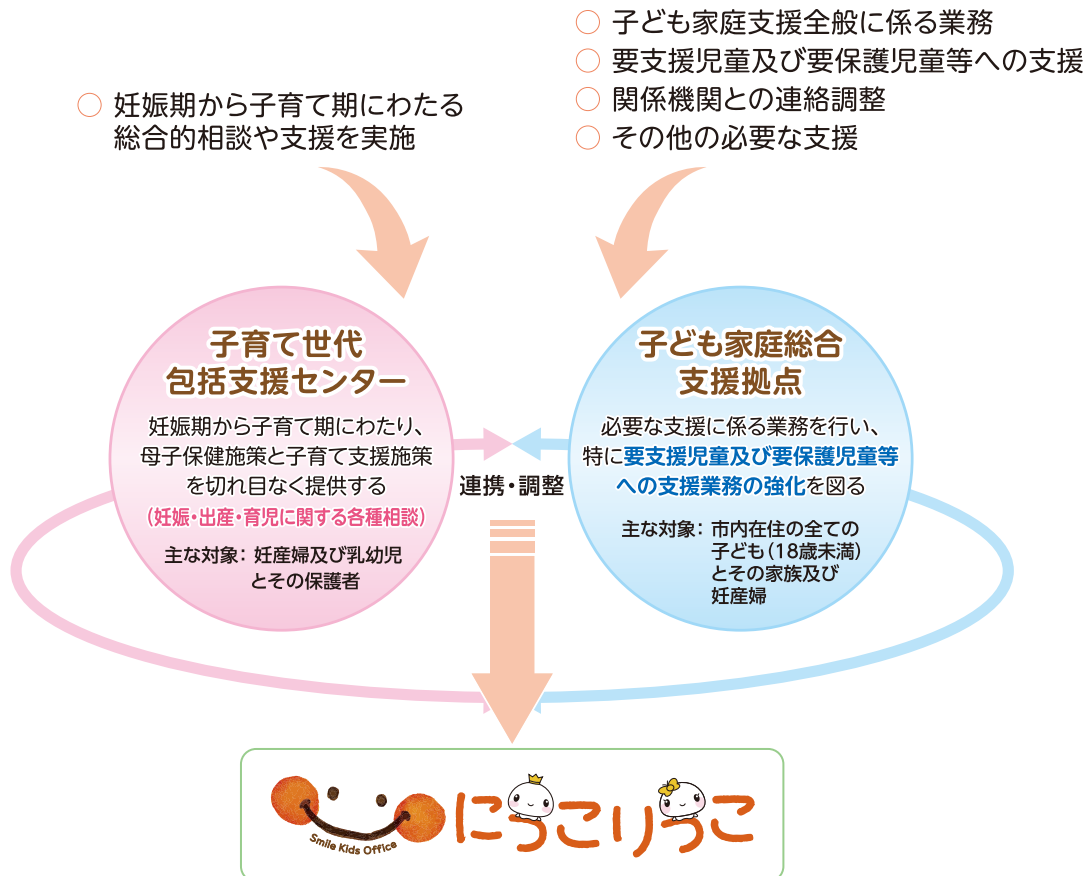 ○ 妊娠期から子育て期にわたる
総合的相談や支援を実施
○ 子ども家庭支援全般に係る業務
○ 要支援児童及び要保護児童等への支援
○ 関係機関との連絡調整
○ その他の必要な支援
子育て世代
包括支援センター
妊娠期から子育て期にわたり、
母子保健施策と子育て支援施策
を切れ目なく提供する
（妊娠・出産・育児に関する各種相談）
主な対象： 妊産婦及び乳幼児
とその保護者
連携・調整
子ども家庭総合
支援拠点
必要な支援に係る業務を行い、
特に要支援児童及び要保護児童等
への支援業務の強化を図る
主な対象： 市内在住の全ての
子ども（18歳未満）
とその家族及び
妊産婦
Smile Kids Office
にっこりっこ